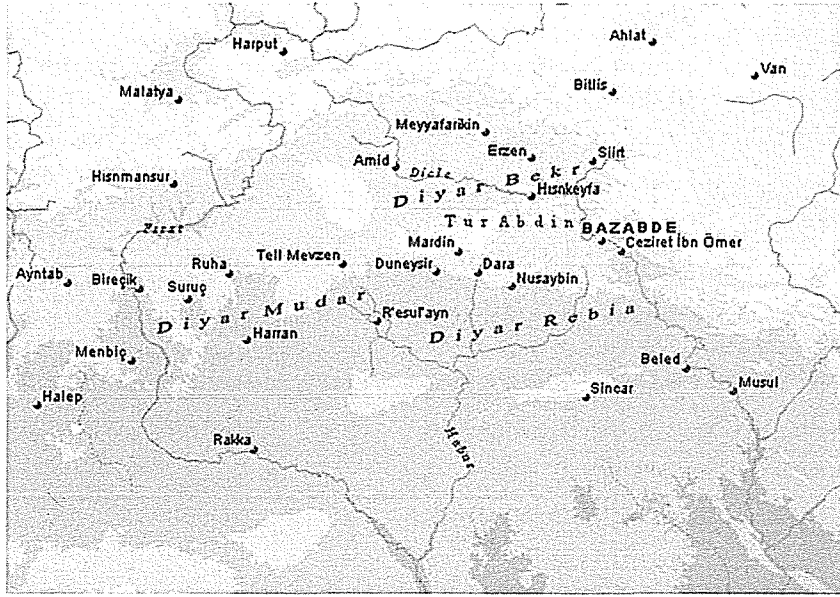 Ahlat
Harput
Van
Bitlis
Malatya
Meyyafarikin
Erzen
Siirt
Amid
Dicle
Diyar Bekr
Hısnmansur
Hısnkeyfa
Tur Abdin
BAZABDE
Fırat
Mardin
Ceziret İbn Ömer
Tell Mevzen
Ruha
Duneysir
Dara
Ayntab
Bireçik
Suruç
Nusaybin
Diyar Mudar
R'esul'ayn
Diyar Rebia
Harran
Menbiç
Beled
Musul
Halep
Sincar
Rakka
Habur